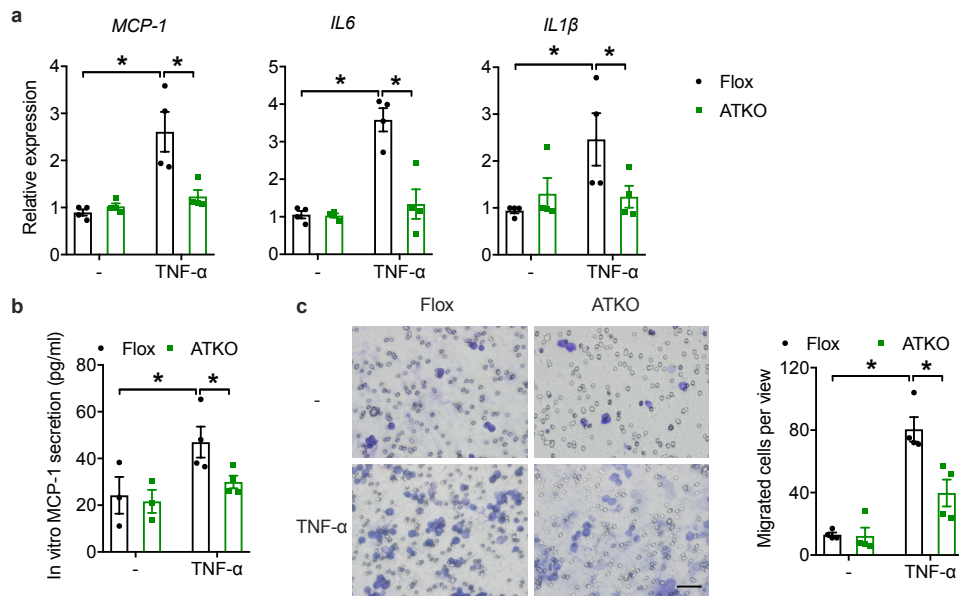 a
MCP-1
IL6
IL1β
Relative expression
4
3
2
1
0
5
4
3
2
1
0
4
3
2
1
0
*
*
*
*
*
*
Flox
ATKO
-
TNF-α
-
TNF-α
-
TNF-α
b
In vitro MCP-1 secretion (pg/ml)
Flox
ATKO
80
60
40
20
0
*
*
-
TNF-α
c
Flox
ATKO
-
TNF-α
Migrated cells per view
Flox
ATKO
120
80
40
0
*
*
-
TNF-α